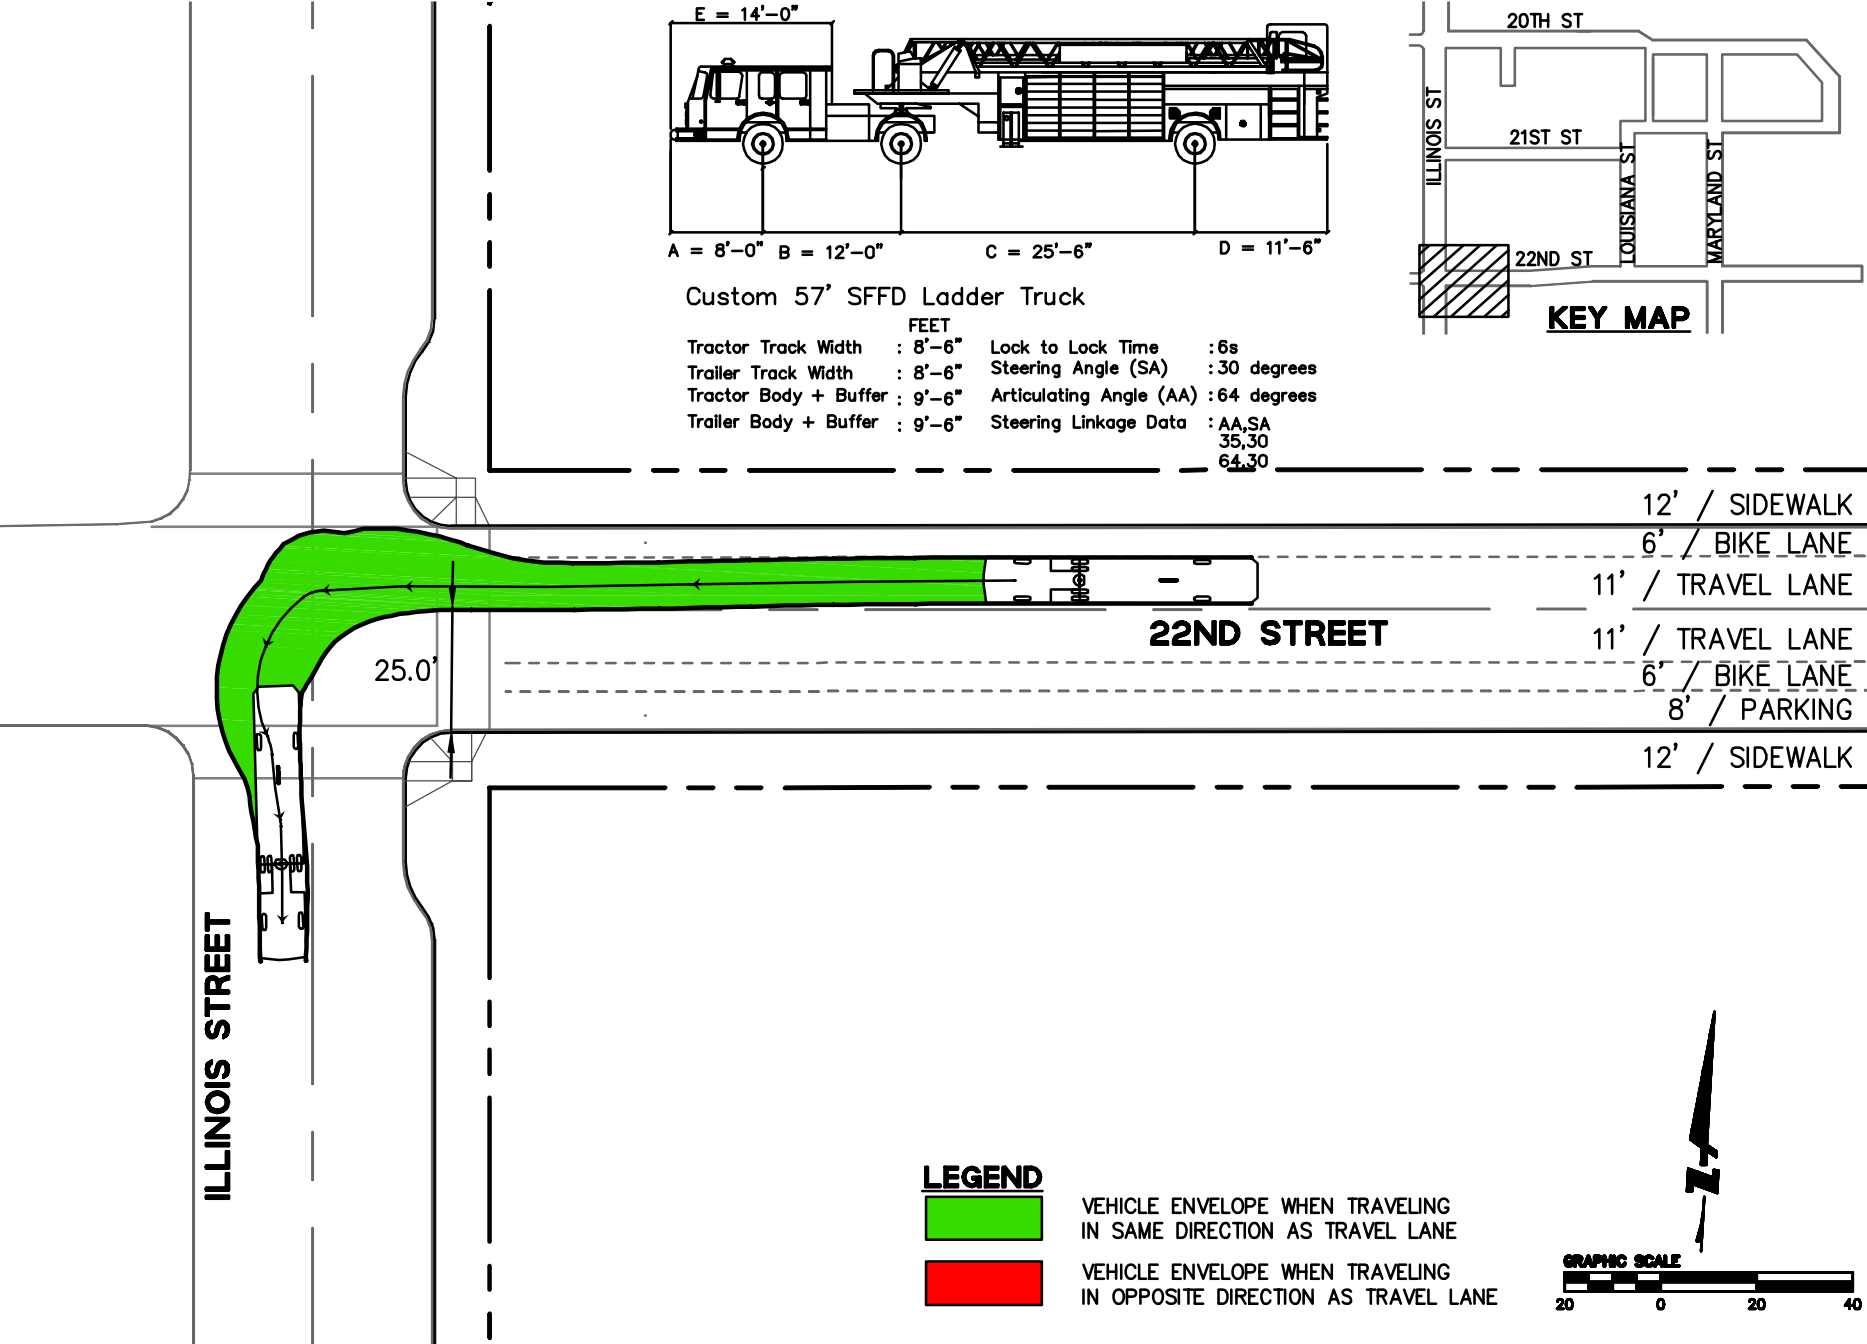 E = 14'-0"
A = 8'-0"
B = 12'-0"
C = 25'-6"
D = 11'-6"
Custom 57' SFFD Ladder Truck
FEET
Tractor Track Width : 8'-6"
Trailer Track Width : 8'-6"
Tractor Body + Buffer : 9'-6"
Trailer Body + Buffer : 9'-6"
Lock to Lock Time : 6s
Steering Angle (SA) : 30 degrees
Articulating Angle (AA) : 64 degrees
Steering Linkage Data : AA,SA
35,30
64,30
20TH ST
ILLINOIS ST
21ST ST
LOUISIANA ST
MARYLAND ST
22ND ST
KEY MAP
12' / SIDEWALK
6' / BIKE LANE
11' / TRAVEL LANE
22ND STREET
11' / TRAVEL LANE
6' / BIKE LANE
8' / PARKING
12' / SIDEWALK
25.0'
ILLINOIS STREET
LEGEND
VEHICLE ENVELOPE WHEN TRAVELING
IN SAME DIRECTION AS TRAVEL LANE
VEHICLE ENVELOPE WHEN TRAVELING
IN OPPOSITE DIRECTION AS TRAVEL LANE
N
GRAPHIC SCALE
20 0 20 40